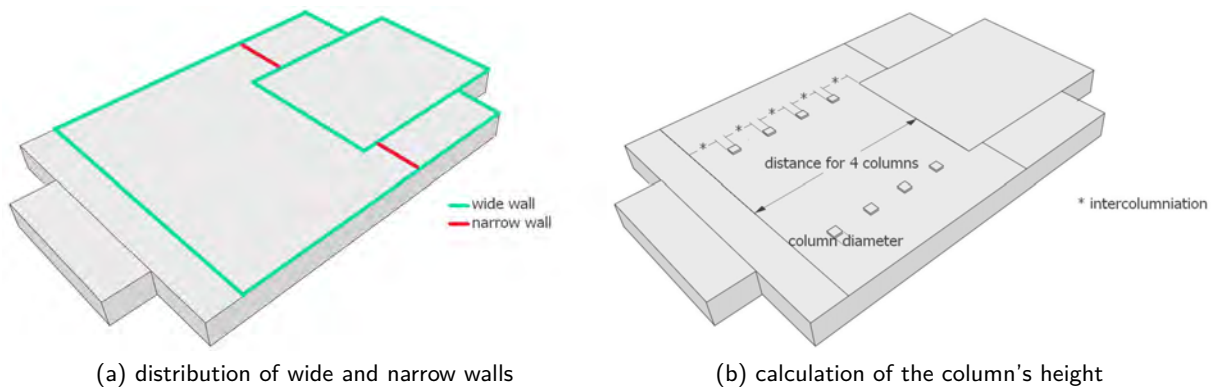 wide wall
narrow wall
* * * *
distance for 4 columns
column diameter
* intercolumniation
(a) distribution of wide and narrow walls
(b) calculation of the column's height